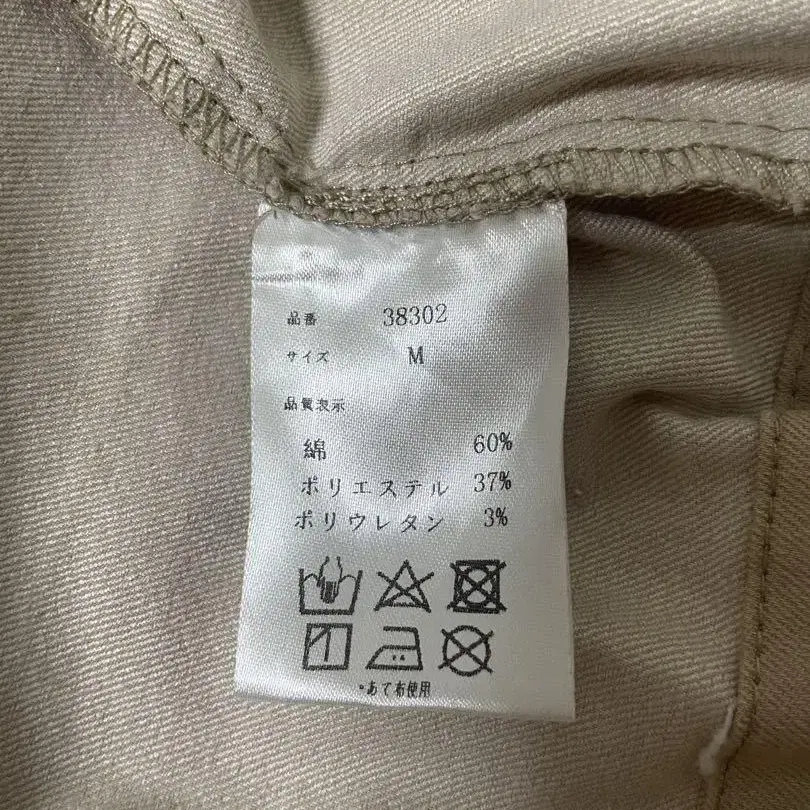 品番 38302
サイズ M
品質表示
綿 60%
ポリエステル 37%
ポリウレタン 3%
*あて布使用